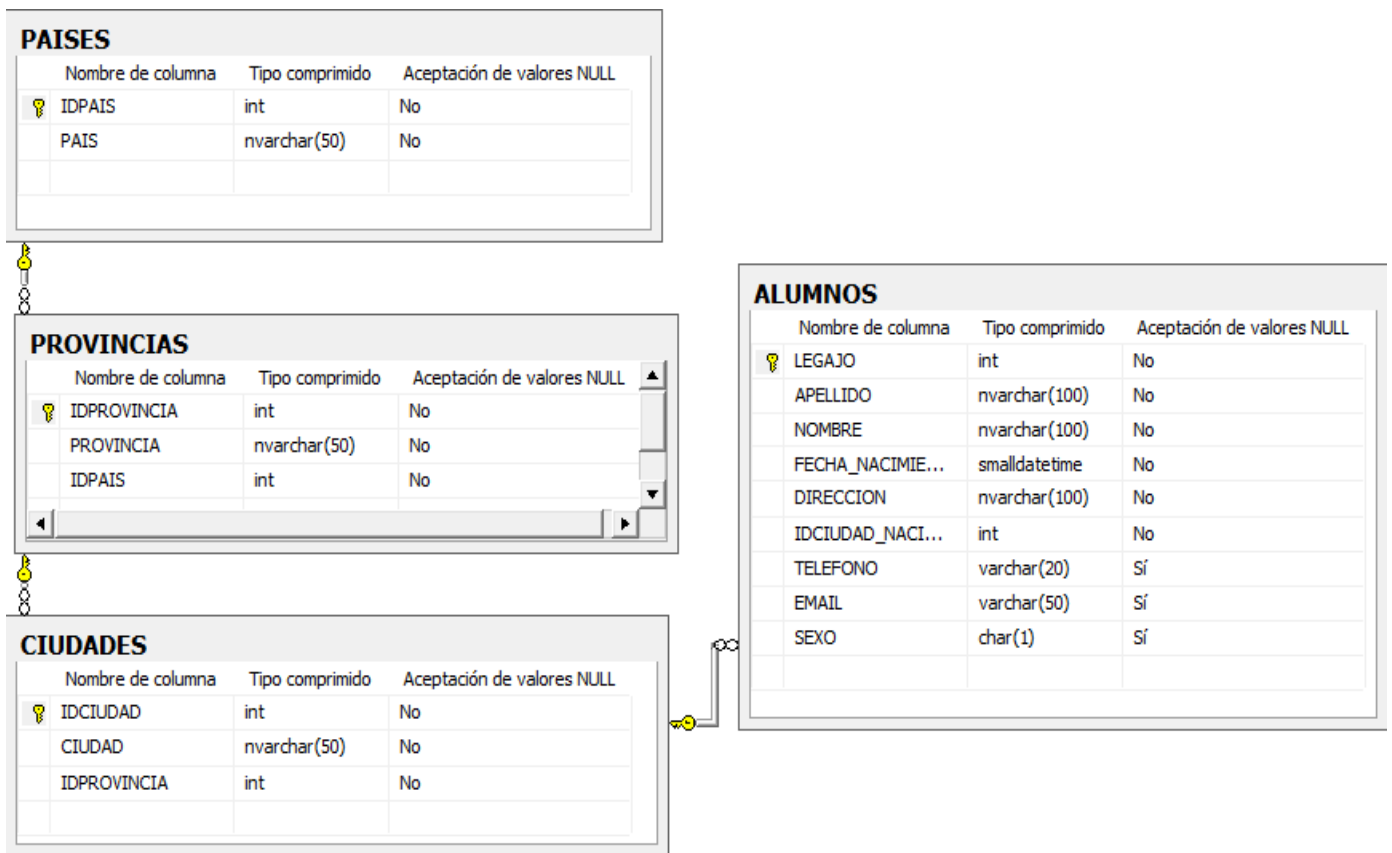 PAISES
Nombre de columna Tipo comprimido Aceptación de valores NULL
IDPAIS int No
PAIS nvarchar(50) No
PROVINCIAS
Nombre de columna Tipo comprimido Aceptación de valores NULL
IDPROVINCIA int No
PROVINCIA nvarchar(50) No
IDPAIS int No
CIUDADES
Nombre de columna Tipo comprimido Aceptación de valores NULL
IDCIUDAD int No
CIUDAD nvarchar(50) No
IDPROVINCIA int No
ALUMNOS
Nombre de columna Tipo comprimido Aceptación de valores NULL
LEGAJO int No
APELLIDO nvarchar(100) No
NOMBRE nvarchar(100) No
FECHA_NACIMIE... smalldatetime No
DIRECCION nvarchar(100) No
IDCIUDAD_NACI... int No
TELEFONO varchar(20) Sí
EMAIL varchar(50) Sí
SEXO char(1) Sí